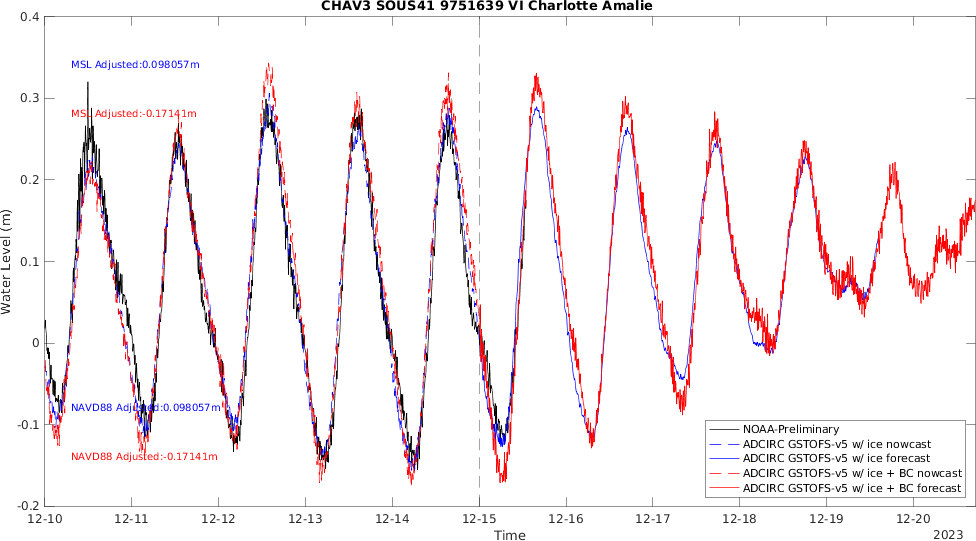 CHAV3 SOUS41 9751639 VI Charlotte Amalie
0.4
0.3
0.2
0.1
0
-0.1
-0.2
Water Level (m)
MSL Adjusted:0.098057m
MSL Adjusted:-0.17141m
NAVD88 Adjusted:0.098057m
NAVD88 Adjusted:-0.17141m
NOAA-Preliminary
ADCIRC GSTOFS-v5 w/ ice nowcast
ADCIRC GSTOFS-v5 w/ ice forecast
ADCIRC GSTOFS-v5 w/ ice + BC nowcast
ADCIRC GSTOFS-v5 w/ ice + BC forecast
12-10 12-11 12-12 12-13 12-14 12-15 12-16 12-17 12-18 12-19 12-20
Time
2023